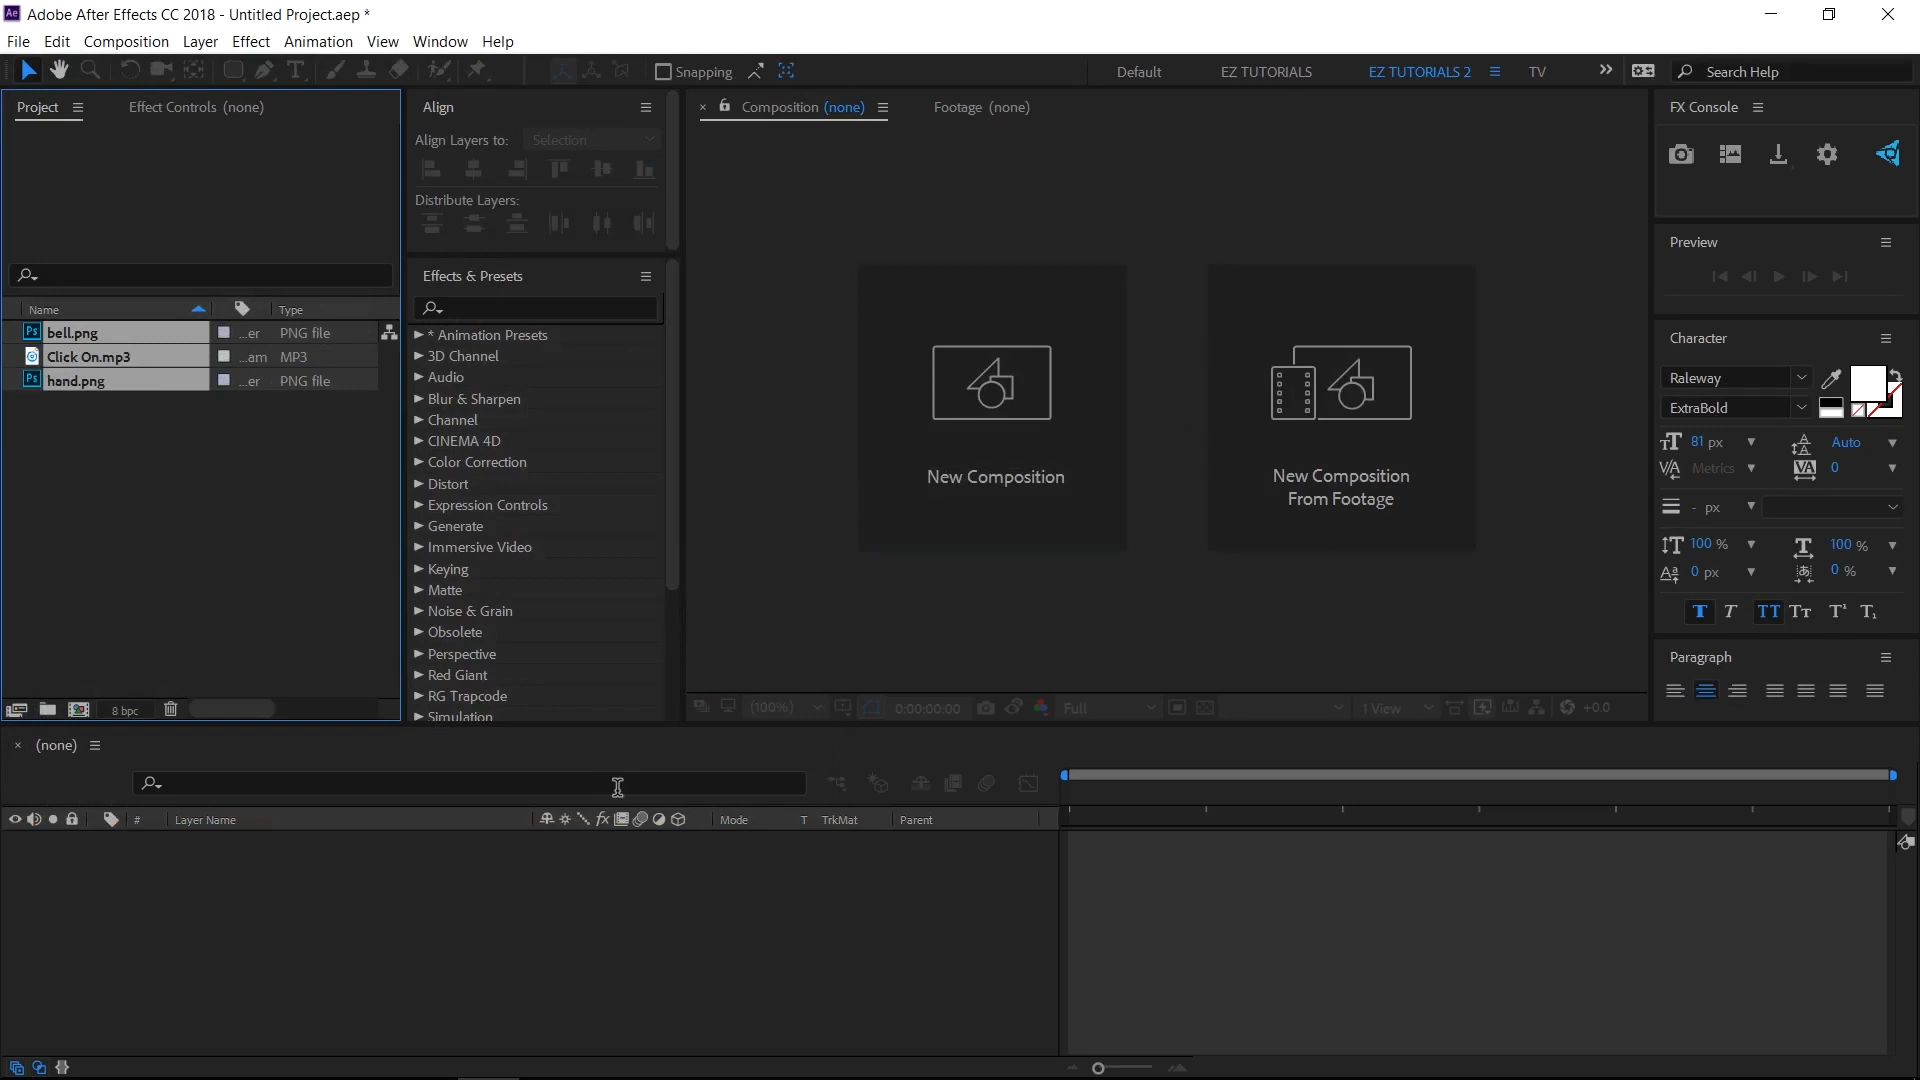 Ae Adobe After Effects CC 2018 - Untitled Project.aep *
File Edit Composition Layer Effect Animation View Window Help
Snapping Default EZ TUTORIALS EZ TUTORIALS 2 TV Search Help
Project Effect Controls (none)
Name Type
bell.png ...er PNG file
Click On.mp3 ...am MP3
hand.png ...er PNG file
8 bpc
Align
Align Layers to: Selection
Distribute Layers:
Effects & Presets
* Animation Presets
3D Channel
Audio
Blur & Sharpen
Channel
CINEMA 4D
Color Correction
Distort
Expression Controls
Generate
Immersive Video
Keying
Matte
Noise & Grain
Obsolete
Perspective
Red Giant
RG Trapcode
Simulation
Composition (none) Footage (none)
New Composition
New Composition
From Footage
(100%) 0:00:00:00 Full 1 View +0.0
FX Console
Preview
Character
Raleway
ExtraBold
81 px Auto
Metrics 0
- px
100 % 100 %
0 px 0 %
Paragraph
(none)
# Layer Name Mode T TrkMat Parent